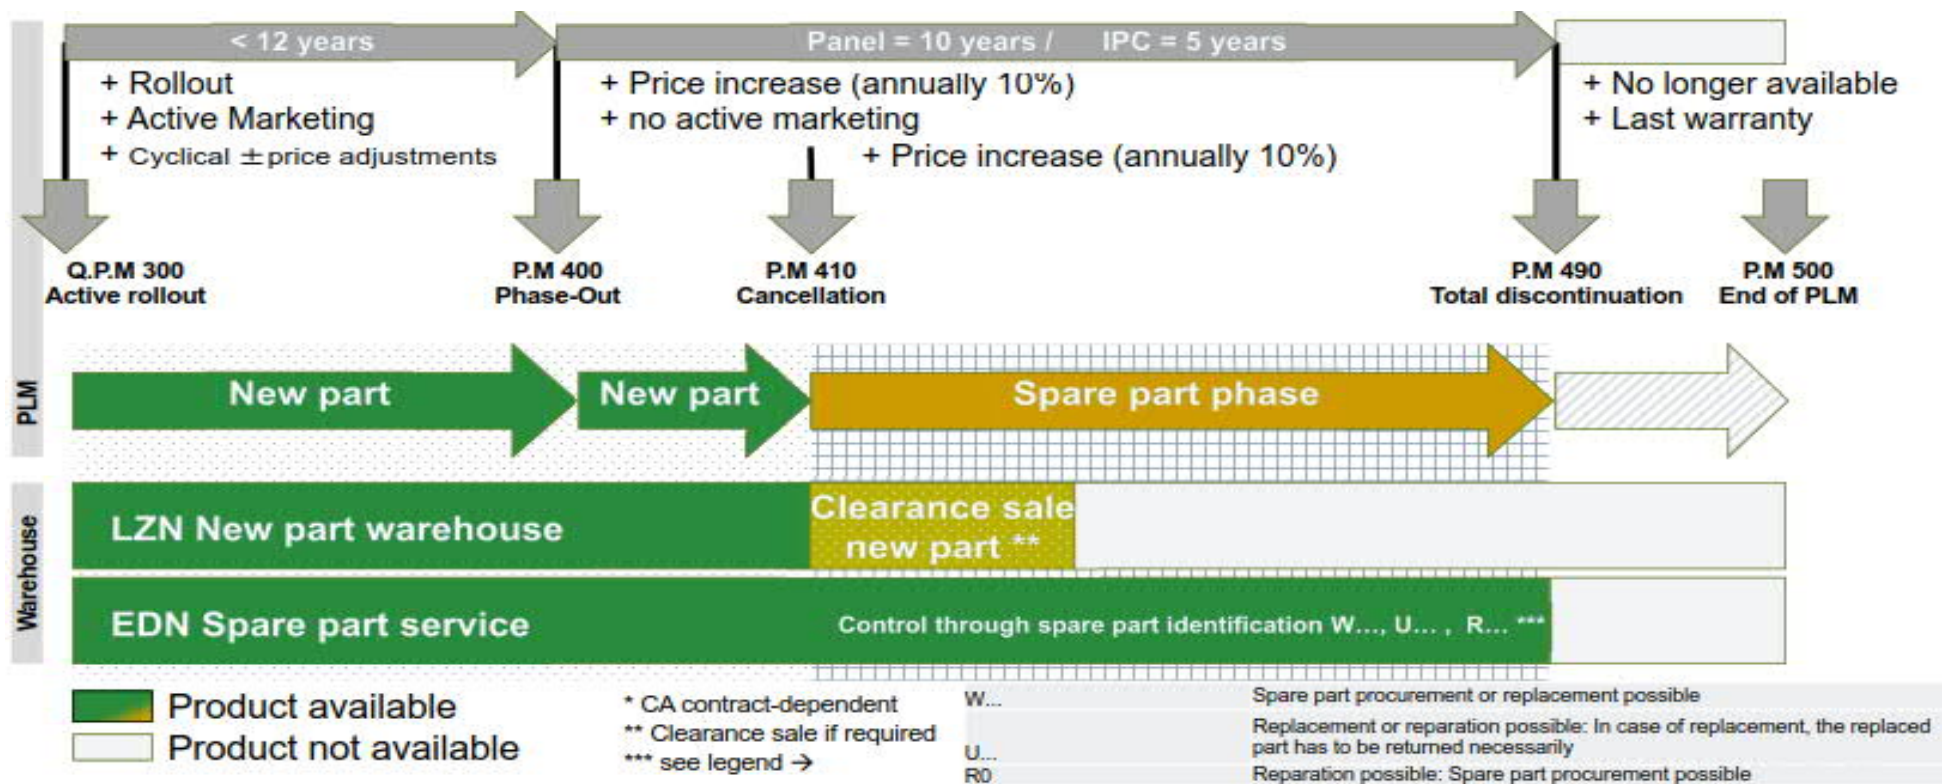 < 12 years
Panel = 10 years / IPC = 5 years
+ Rollout
+ Active Marketing
+ Cyclical ±price adjustments
+ Price increase (annually 10%)
+ no active marketing
+ Price increase (annually 10%)
+ No longer available
+ Last warranty
Q.P.M 300
Active rollout
P.M 400
Phase-Out
P.M 410
Cancellation
P.M 490
Total discontinuation
P.M 500
End of PLM
PLM
New part
New part
Spare part phase
Warehouse
LZN New part warehouse
Clearance sale
new part **
EDN Spare part service
Control through spare part identification W..., U... , R... ***
Product available
Product not available
* CA contract-dependent
** Clearance sale if required
*** see legend →
W... Spare part procurement or replacement possible
Replacement or reparation possible: In case of replacement, the replaced
U... part has to be returned necessarily
R0 Reparation possible: Spare part procurement possible